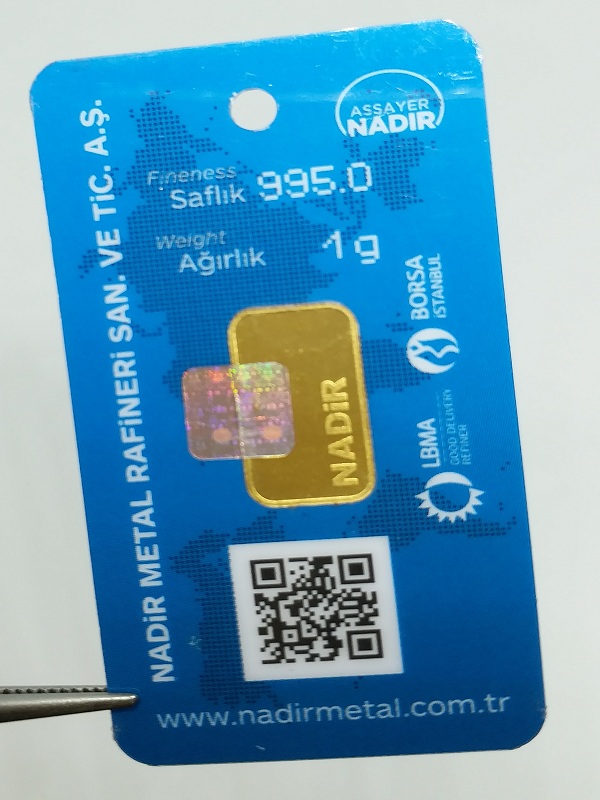 ASSAYER
NADIR
Fineness
Saflık 995.0
Weight
Ağırlık 1g
NADİR METAL RAFİNERİ SAN. VE TİC. A.Ş.
BORSA
İSTANBUL
NADİR
LBMA
GOOD DELIVERY
REFINER
www.nadirmetal.com.tr